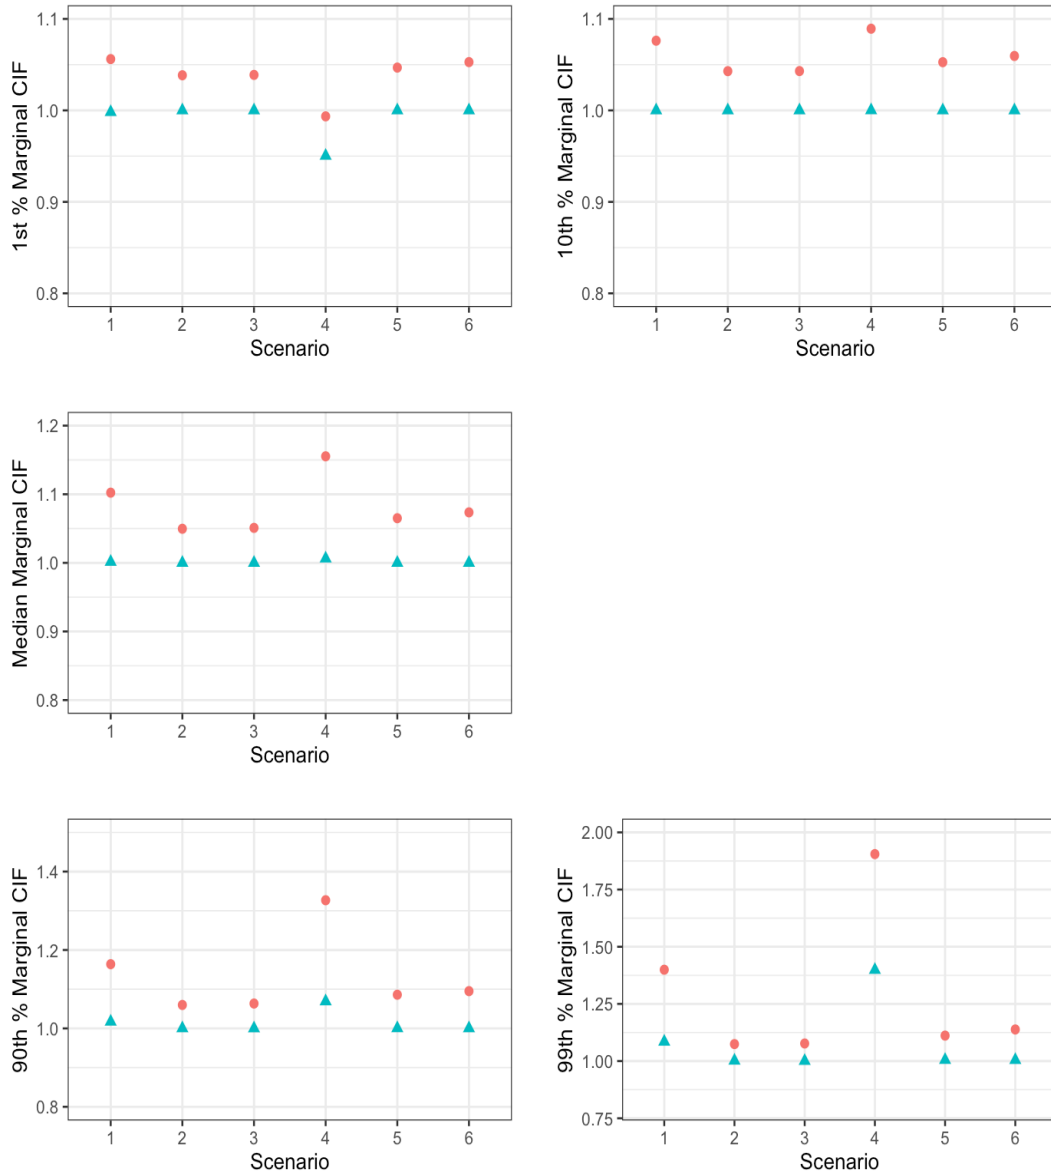 1st % Marginal CIF
1.1
1.0
0.9
0.8
1 2 3 4 5 6
Scenario
10th % Marginal CIF
1.1
1.0
0.9
0.8
1 2 3 4 5 6
Scenario
Median Marginal CIF
1.2
1.1
1.0
0.9
0.8
1 2 3 4 5 6
Scenario
90th % Marginal CIF
1.4
1.2
1.0
0.8
1 2 3 4 5 6
Scenario
99th % Marginal CIF
2.00
1.75
1.50
1.25
1.00
0.75
1 2 3 4 5 6
Scenario